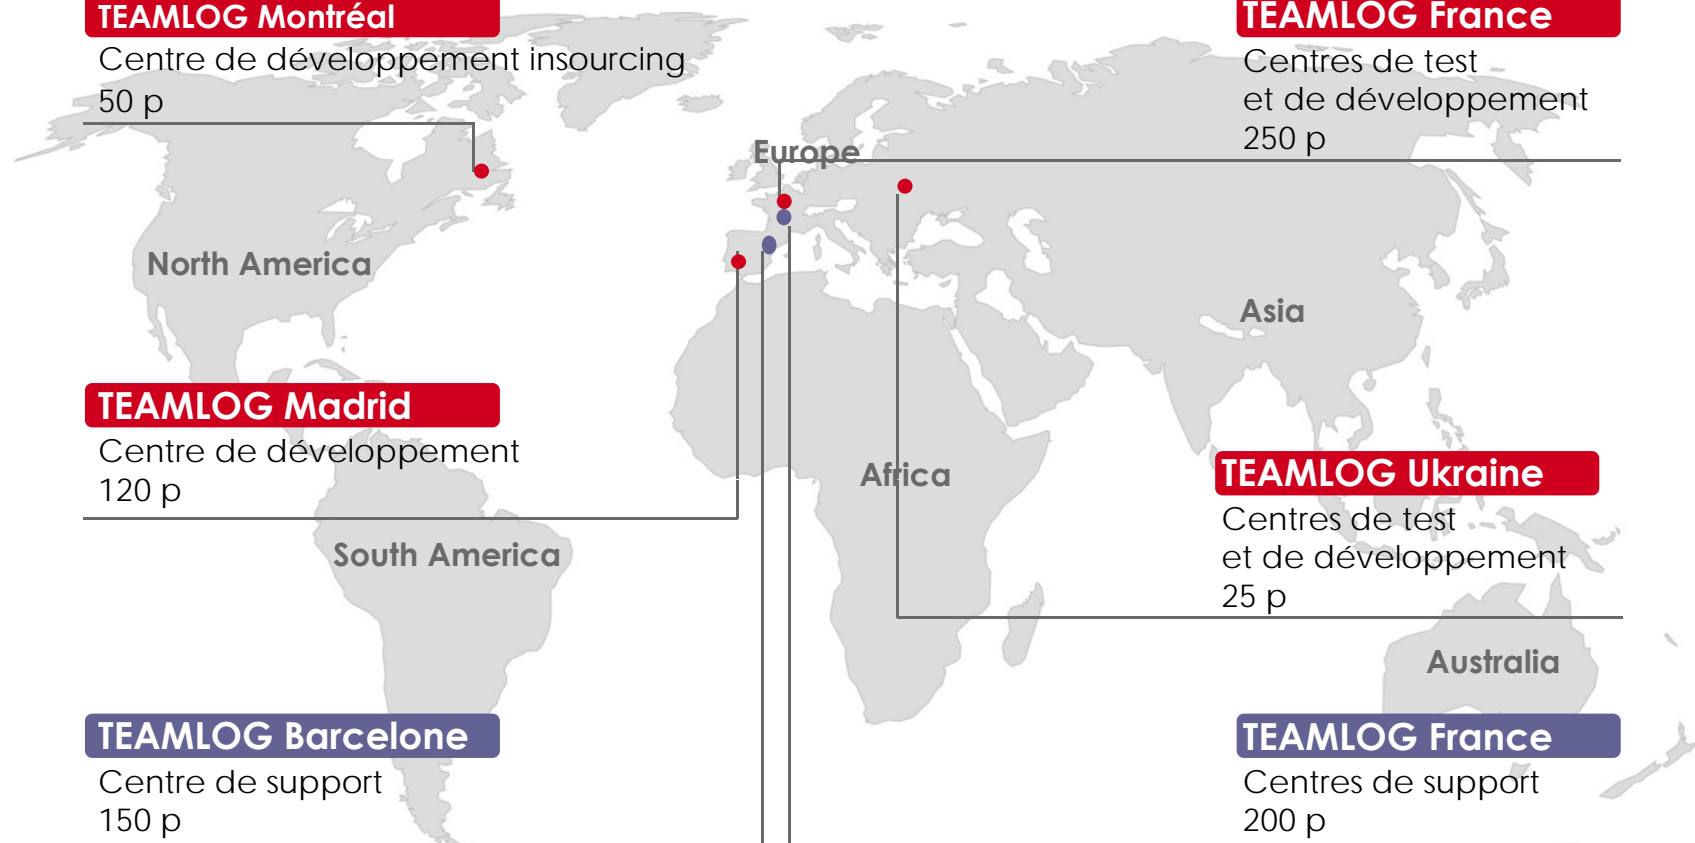 TEAMLOG Montréal
Centre de développement insourcing
50 p
TEAMLOG France
Centres de test
et de développement
250 p
Europe
North America
Asia
TEAMLOG Madrid
Centre de développement
120 p
Africa
TEAMLOG Ukraine
Centres de test
et de développement
25 p
South America
Australia
TEAMLOG Barcelone
Centre de support
150 p
TEAMLOG France
Centres de support
200 p